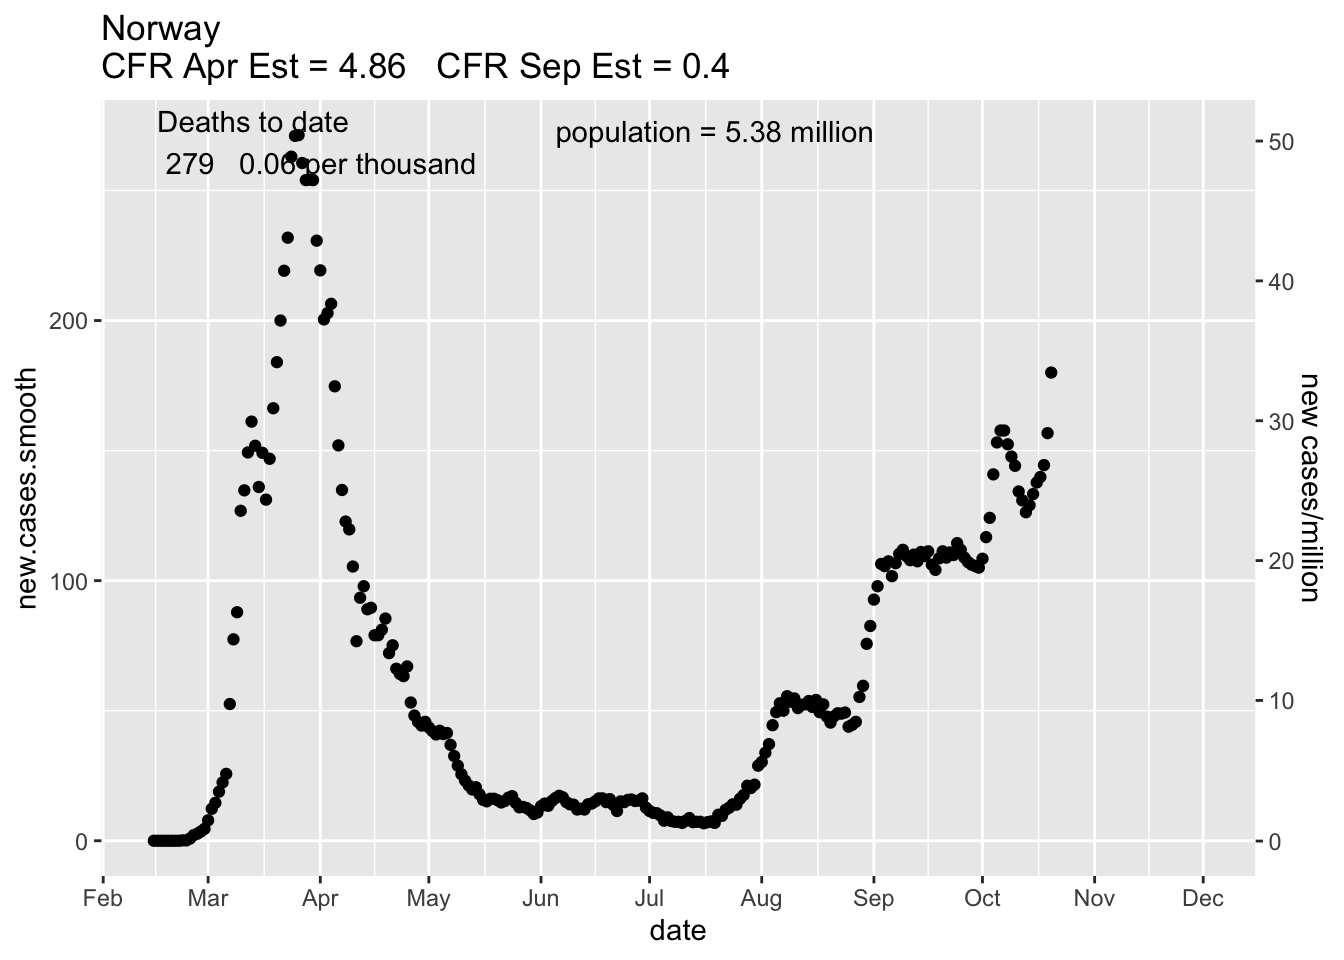 Norway
CFR Apr Est = 4.86   CFR Sep Est = 0.4
Deaths to date
279   0.06 per thousand
population = 5.38 million
new.cases.smooth
200
100
0
50
40
30
20
10
0
new cases/million
Feb Mar Apr May Jun Jul Aug Sep Oct Nov Dec
date